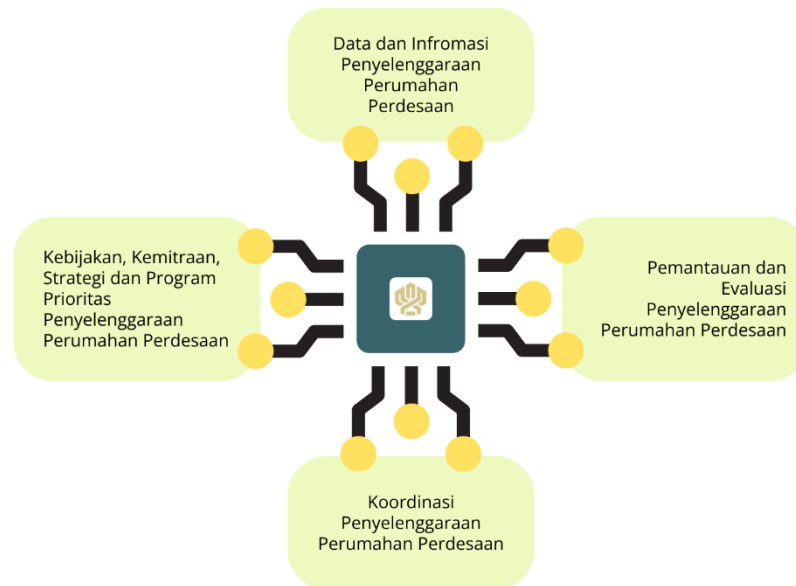 Data dan Infromasi
Penyelenggaraan
Perumahan
Perdesaan
Kebijakan, Kemitraan,
Strategi dan Program
Prioritas
Penyelenggaraan
Perumahan Perdesaan
Pemantauan dan
Evaluasi
Penyelenggaraan
Perumahan Perdesaan
Koordinasi
Penyelenggaraan
Perumahan Perdesaan